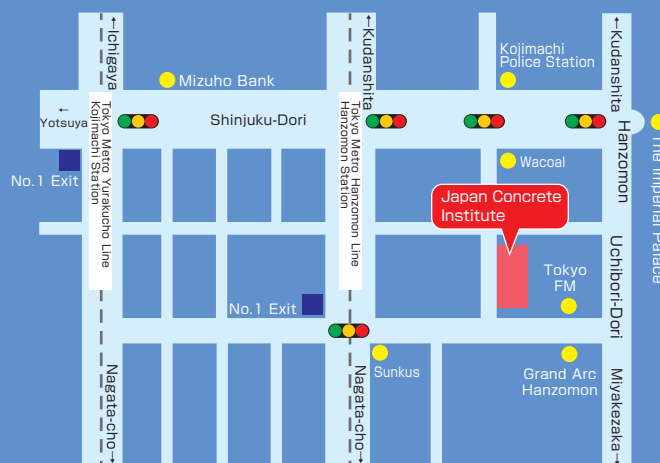 ←Ichigaya
←Kudanshita
←Kudanshita
Kojimachi
Police Station
Mizuho Bank
←
Yotsuya
Shinjuku-Dori
Hanzomon
The Imperial Palace
Tokyo Metro Yurakucho Line
Kojimachi Station
Tokyo Metro Hanzomon Line
Hanzomon Station
Wacoal
No.1 Exit
Japan Concrete
Institute
Uchibori-Dori
Tokyo
FM
No.1 Exit
Sunkus
Grand Arc
Hanzomon
Nagata-cho→
Nagata-cho→
Miyakezaka→